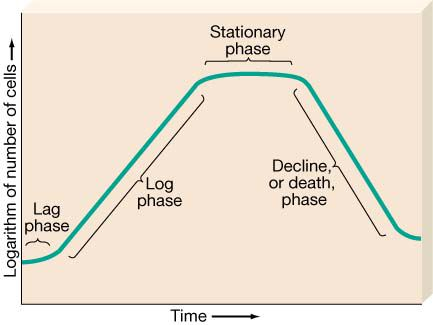 Stationary
phase
Logarithm of number of cells
Log
phase
Decline,
or death,
phase
Lag
phase
Time